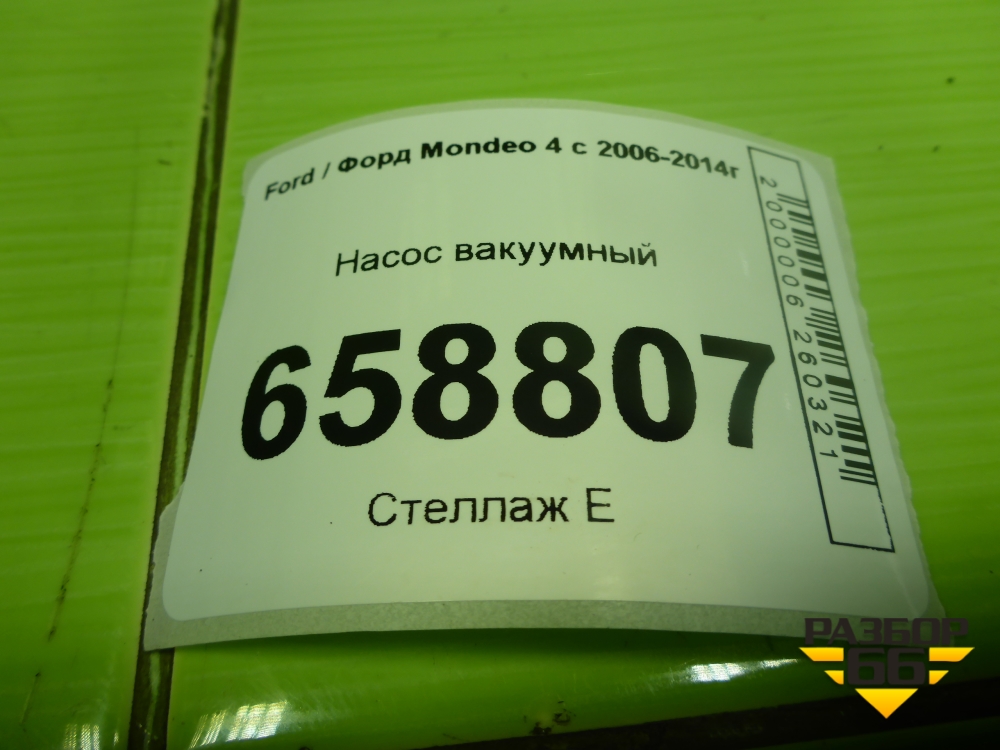 Ford / Форд Mondeo 4 с 2006-2014г
Насос вакуумный
658807
Стеллаж Е
2000006260321
РАЗБОР
66